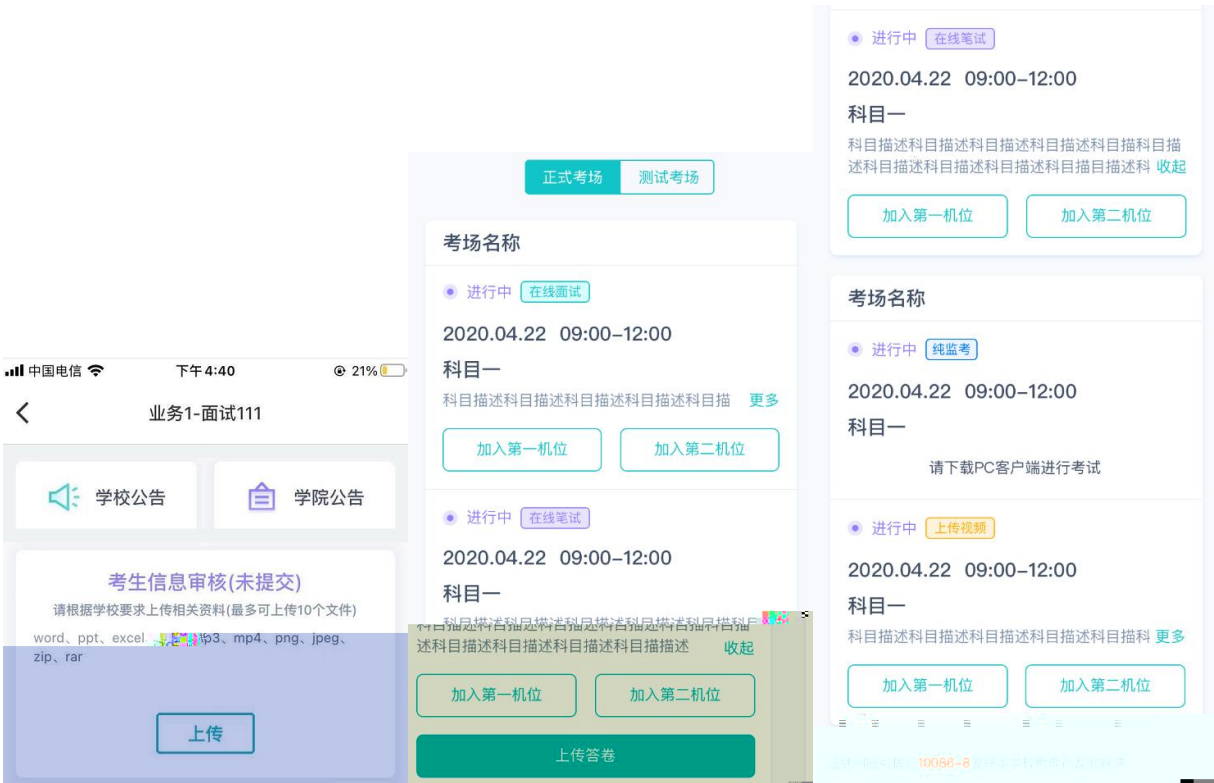 中国电信
下午4:40
21%
业务1-面试111
学校公告
学院公告
考生信息审核(未提交)
请根据学校要求上传相关资料(最多可上传10个文件)
word、ppt、excel
p3、mp4、png、jpeg、
zip、rar
上传
正式考场
测试考场
考场名称
进行中 在线面试
2020.04.22 09:00-12:00
科目一
科目描述科目描述科目描述科目描述科目描 更多
加入第一机位
加入第二机位
进行中 在线笔试
2020.04.22 09:00-12:00
科目一
述科目描述科目描述科目描述科目描描述 收起
加入第一机位
加入第二机位
上传答卷
进行中 在线笔试
2020.04.22 09:00-12:00
科目一
科目描述科目描述科目描述科目描述科目描科目描
述科目描述科目描述科目描述科目描目描述科 收起
加入第一机位
加入第二机位
考场名称
进行中 纯监考
2020.04.22 09:00-12:00
科目一
请下载PC客户端进行考试
进行中 上传视频
2020.04.22 09:00-12:00
科目一
科目描述科目描述科目描述科目描述科目描科 更多
加入第一机位
加入第二机位
10086-8